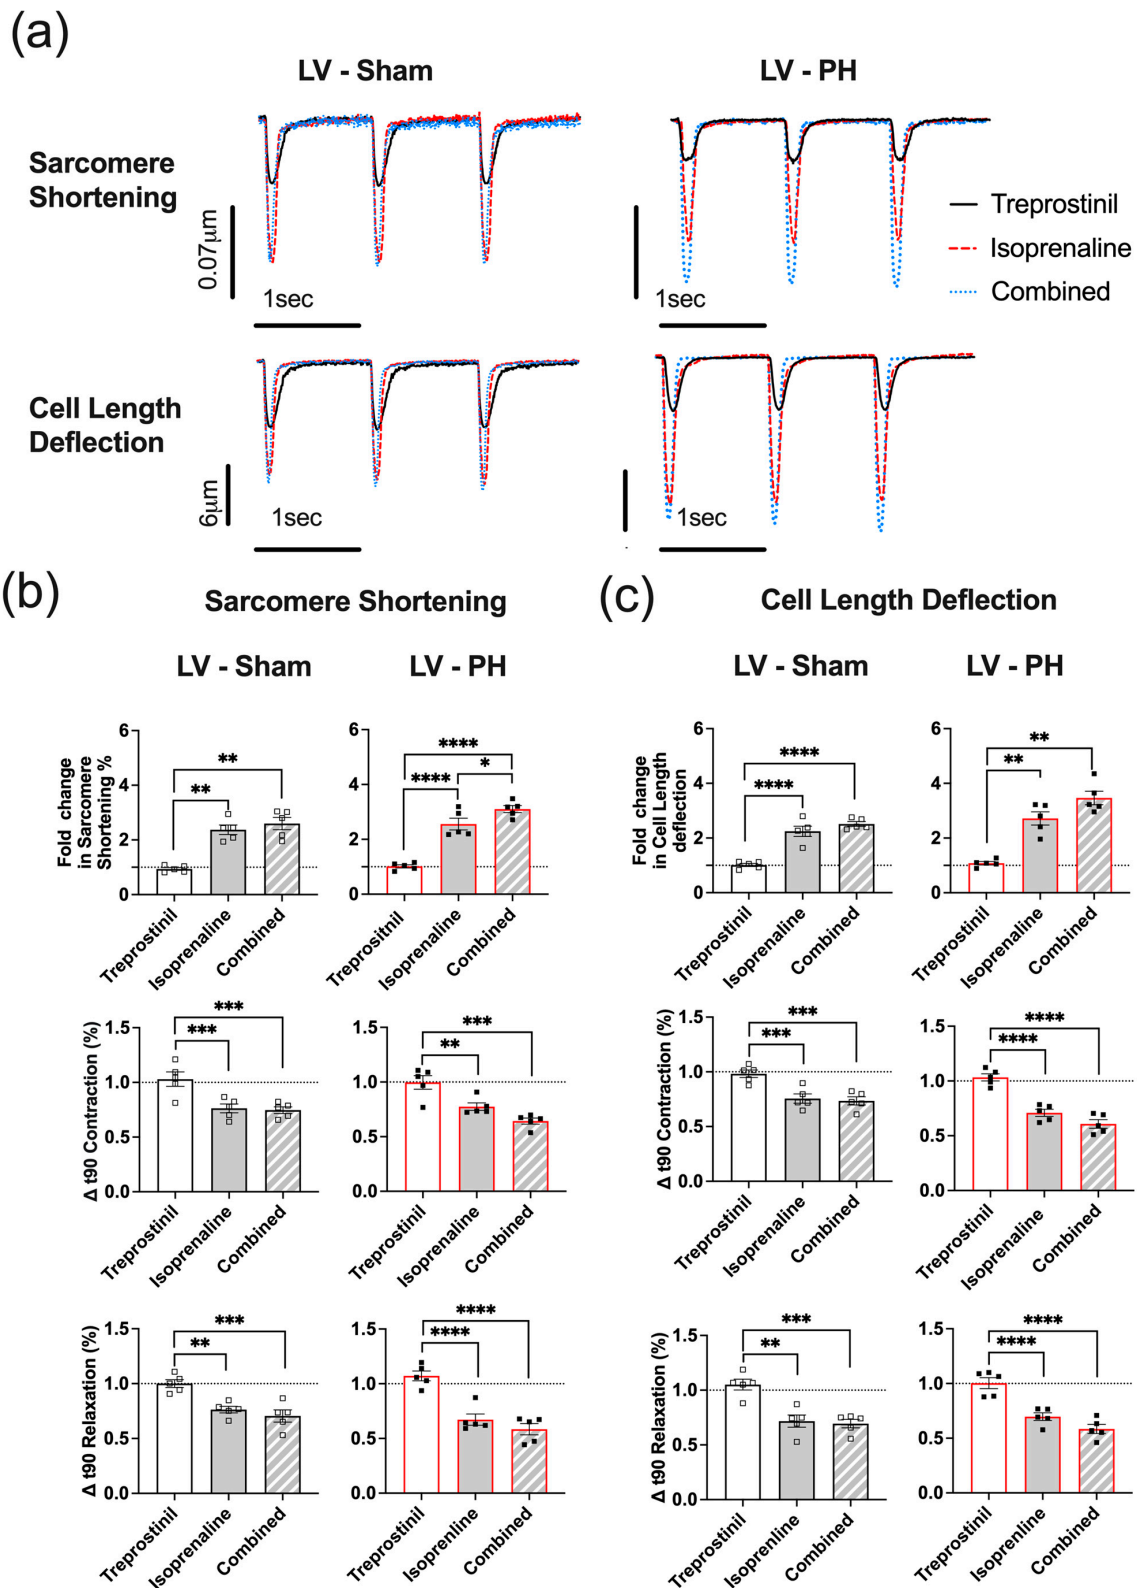 (a)
LV - Sham
LV - PH
Sarcomere
Shortening
0.07µm
1sec
1sec
Treprostinil
Isoprenaline
Combined
Cell Length
Deflection
6µm
1sec
1sec
(b)
Sarcomere Shortening
(c)
Cell Length Deflection
LV - Sham
LV - PH
LV - Sham
LV - PH
Fold change
in Sarcomere
Shortening %
6
4
2
0
**
**
Treprostinil
Isoprenaline
Combined
6
4
2
0
****
****
*
Trepositnil
Isoprenaline
Combined
Fold change
in Cell Length
deflection
6
4
2
0
****
****
Treprostinil
Isoprenaline
Combined
6
4
2
0
**
**
Treprostinil
Isoprenaline
Combined
Δ t90 Contraction (%)
1.5
1.0
0.5
0.0
***
***
Treprostinil
Isoprenaline
Combined
1.5
1.0
0.5
0.0
***
**
Treprostinil
Isoprenaline
Combined
Δ t90 Contraction (%)
1.5
1.0
0.5
0.0
***
***
Treprostinil
Isoprenaline
Combined
1.5
1.0
0.5
0.0
****
****
Treprostinil
Isoprenaline
Combined
Δ t90 Relaxation (%)
1.5
1.0
0.5
0.0
***
**
Treprostinil
Isoprenaline
Combined
1.5
1.0
0.5
0.0
****
****
Treprostinil
Isoprenline
Combined
Δ t90 Relaxation (%)
1.5
1.0
0.5
0.0
***
**
Treprostinil
Isoprenline
Combined
1.5
1.0
0.5
0.0
****
****
Treprostinil
Isoprenline
Combined